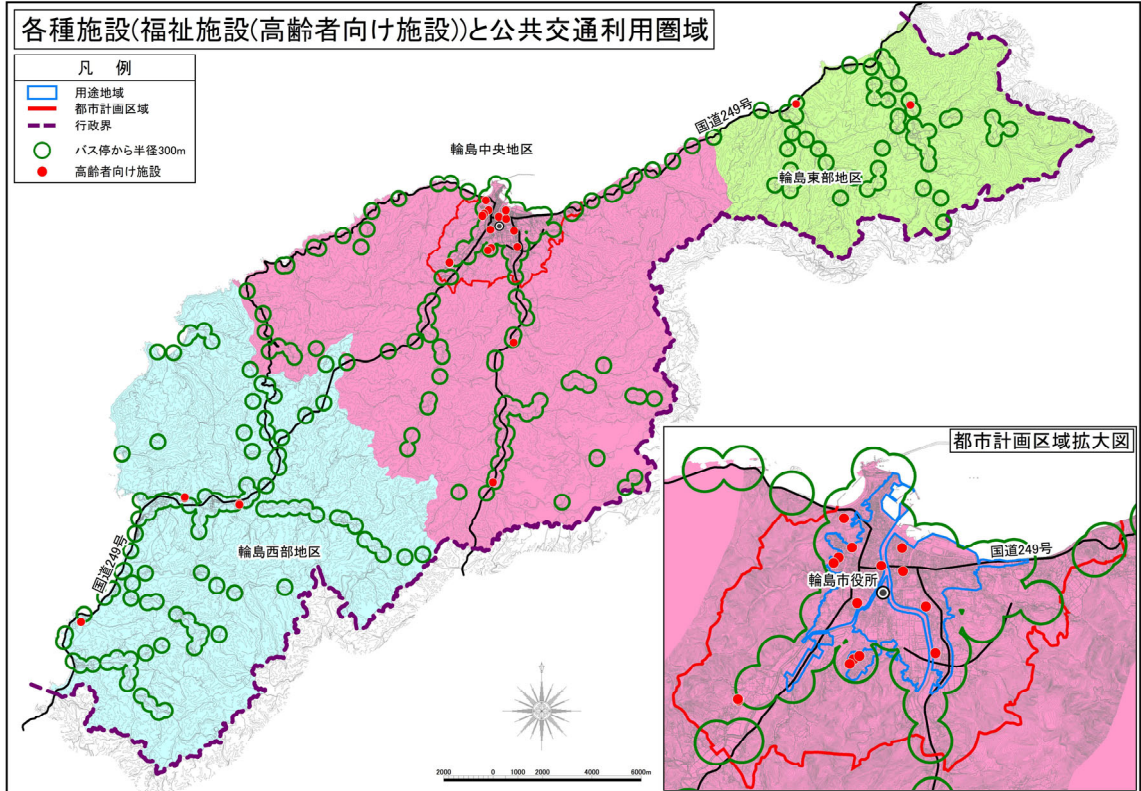 各種施設(福祉施設(高齢者向け施設))と公共交通利用圏域
凡 例
用途地域
都市計画区域
行政界
バス停から半径300m
高齢者向け施設
国道249号
輪島中央地区
輪島東部地区
輪島西部地区
国道249号
都市計画区域拡大図
国道249号
輪島市役所
2000 0 1000 2000 4000 6000m